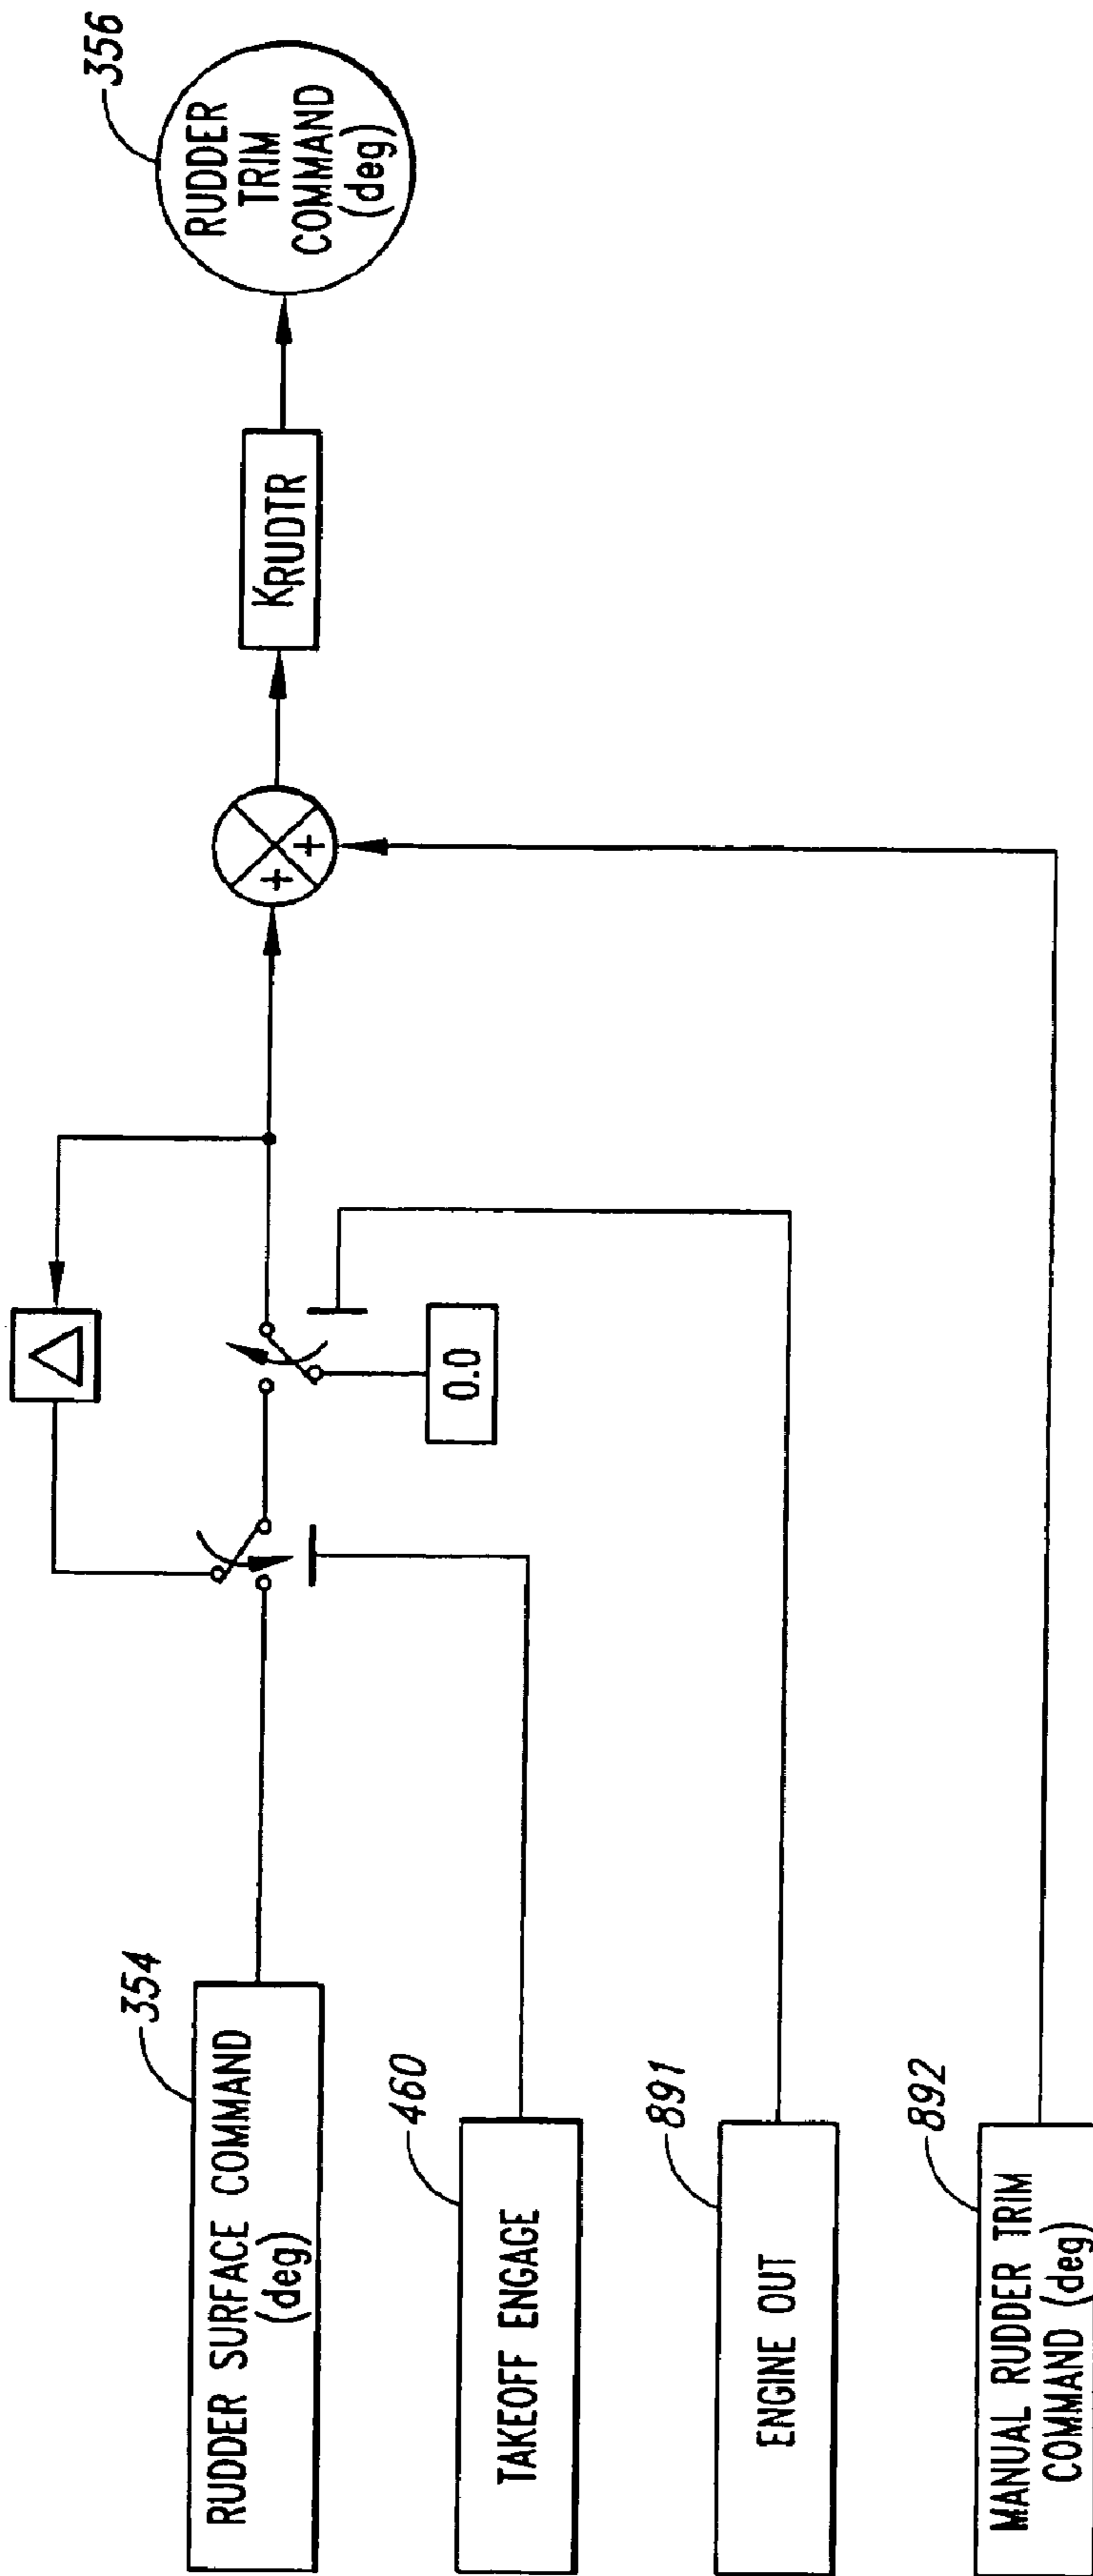 RUDDER SURFACE COMMAND
(deg)
354
TAKEOFF ENGAGE
460
ENGINE OUT
891
MANUAL RUDDER TRIM
COMMAND (deg)
892
0.0
Δ
+
+
KRUDTR
RUDDER
TRIM
COMMAND
(deg)
356